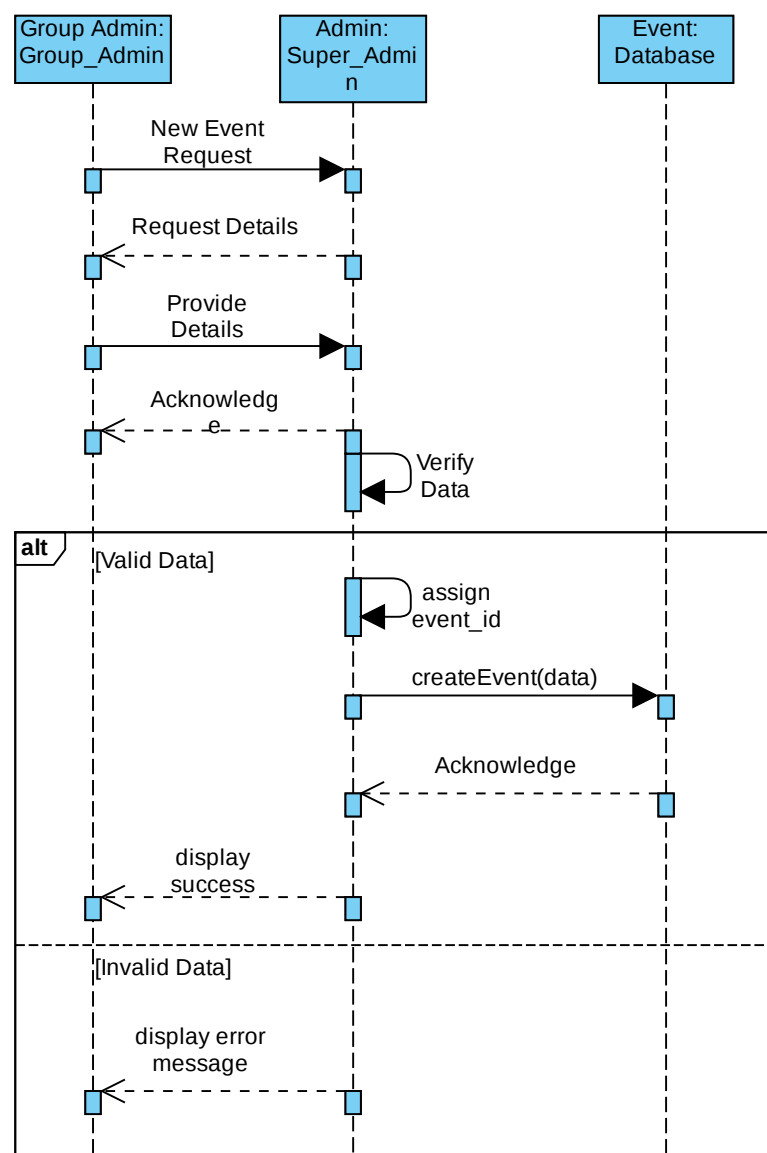 Group Admin:
Group_Admin
Admin:
Super_Admi
n
Event:
Database
New Event
Request
Request Details
Provide
Details
Acknowledg
e
Verify
Data
alt
[Valid Data]
assign
event_id
createEvent(data)
Acknowledge
display
success
[Invalid Data]
display error
message